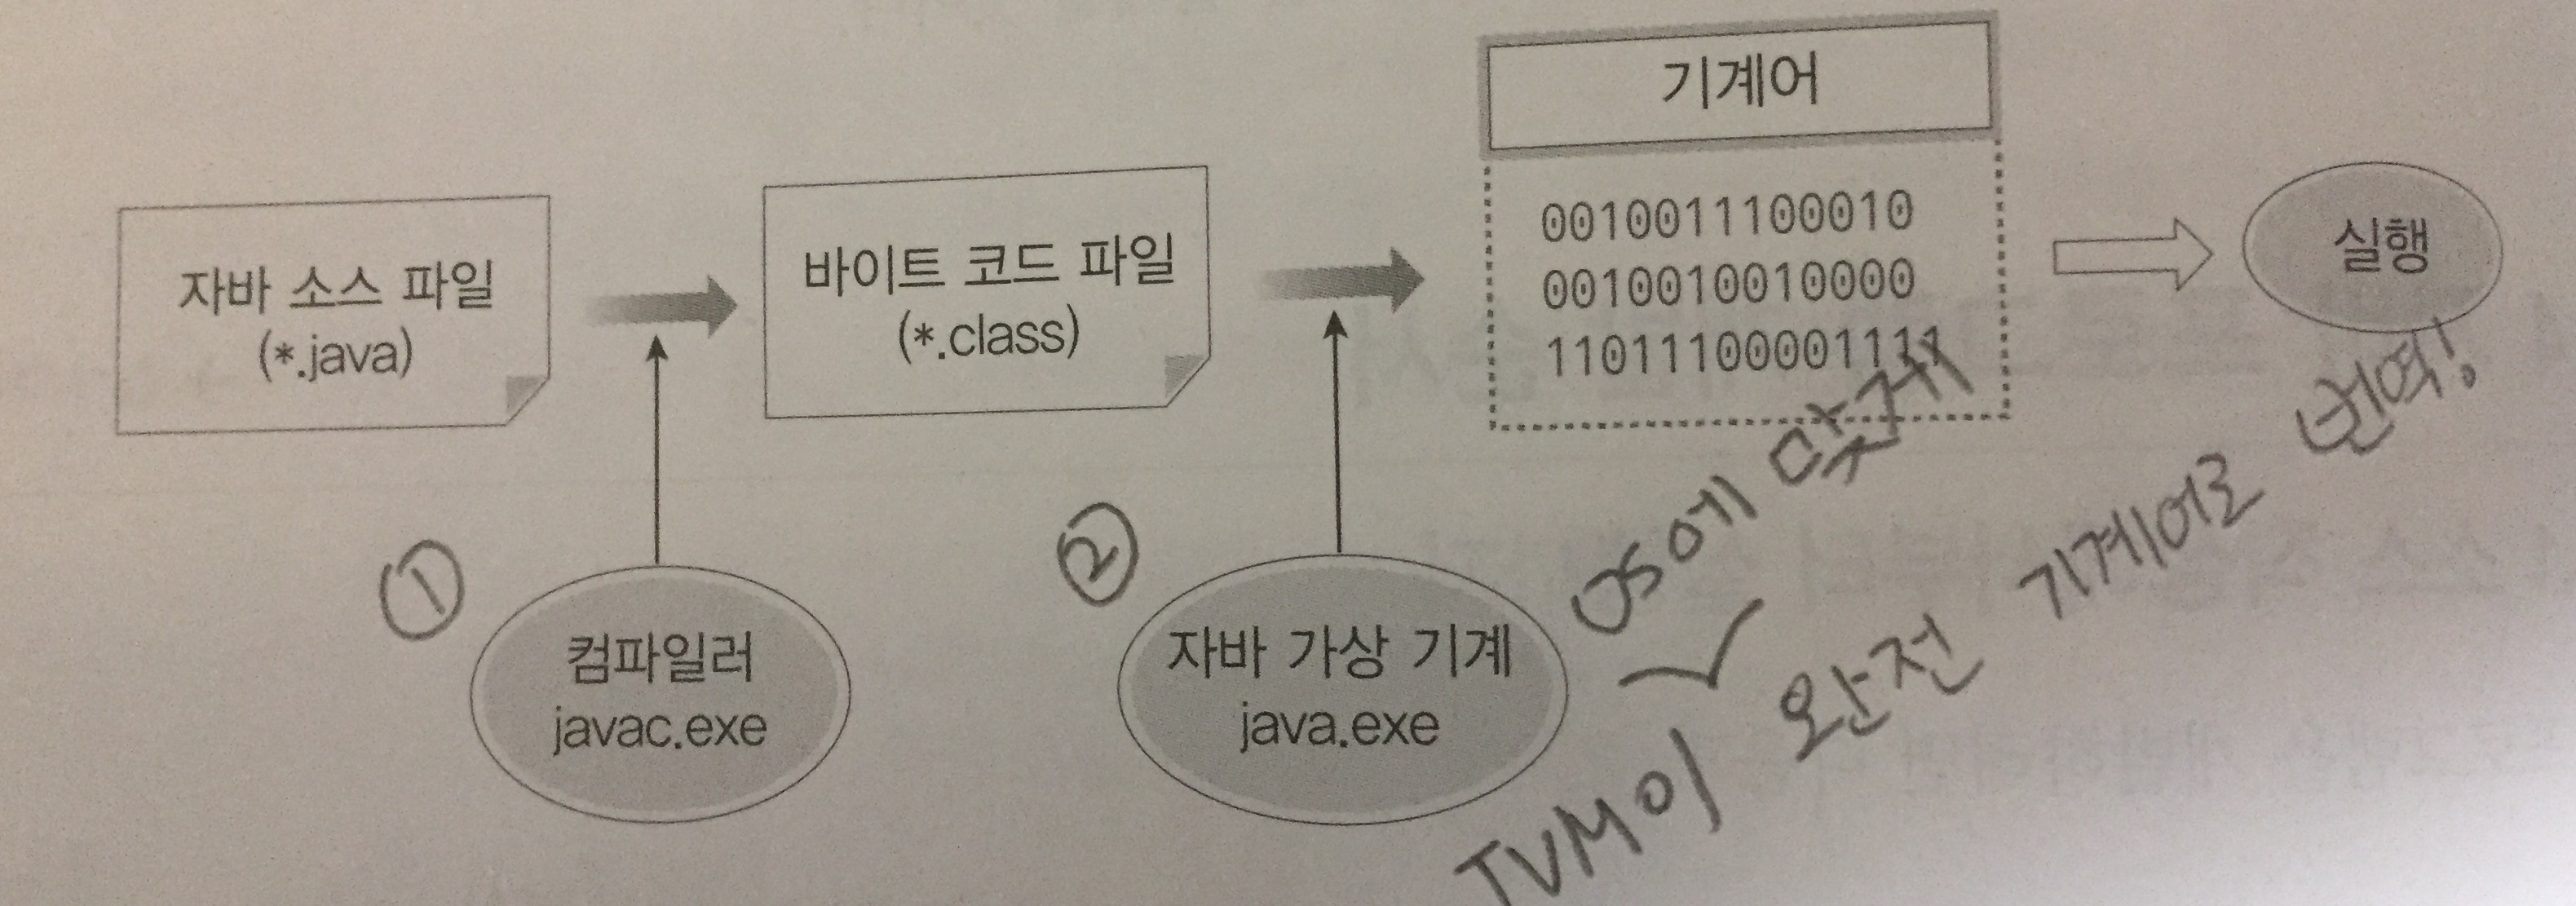 기계어
자바 소스 파일
(*.java)
바이트 코드 파일
(*.class)
0010011100010
0010010010000
11011100001111
실행
①
컴파일러
javac.exe
②
자바 가상 기계
java.exe
OS에 맞게
JVM이 완전 기계어로 번역!